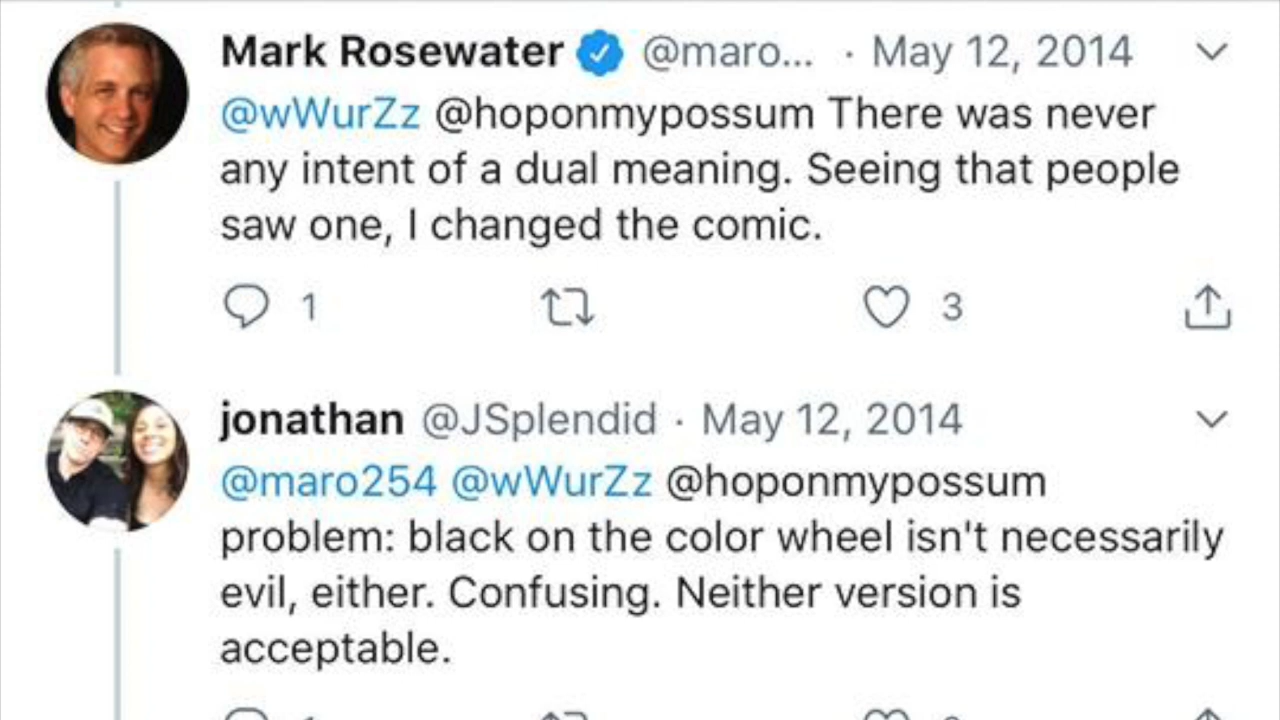 Mark Rosewater @maro... · May 12, 2014
@wWurZz @hoponmypossum There was never
any intent of a dual meaning. Seeing that people
saw one, I changed the comic.
1 3
jonathan @JSplendid · May 12, 2014
@maro254 @wWurZz @hoponmypossum
problem: black on the color wheel isn't necessarily
evil, either. Confusing. Neither version is
acceptable.